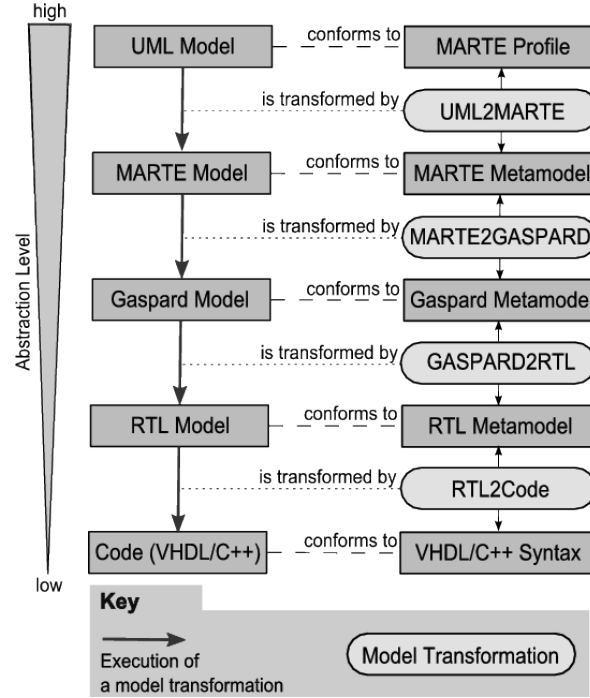 high
UML Model
conforms to
MARTE Profile
is transformed by
UML2MARTE
MARTE Model
conforms to
MARTE Metamodel
is transformed by
MARTE2GASPARD
Abstraction Level
Gaspard Model
conforms to
Gaspard Metamodel
is transformed by
GASPARD2RTL
RTL Model
conforms to
RTL Metamodel
is transformed by
RTL2Code
Code (VHDL/C++)
conforms to
VHDL/C++ Syntax
low
Key
Execution of
a model transformation
Model Transformation